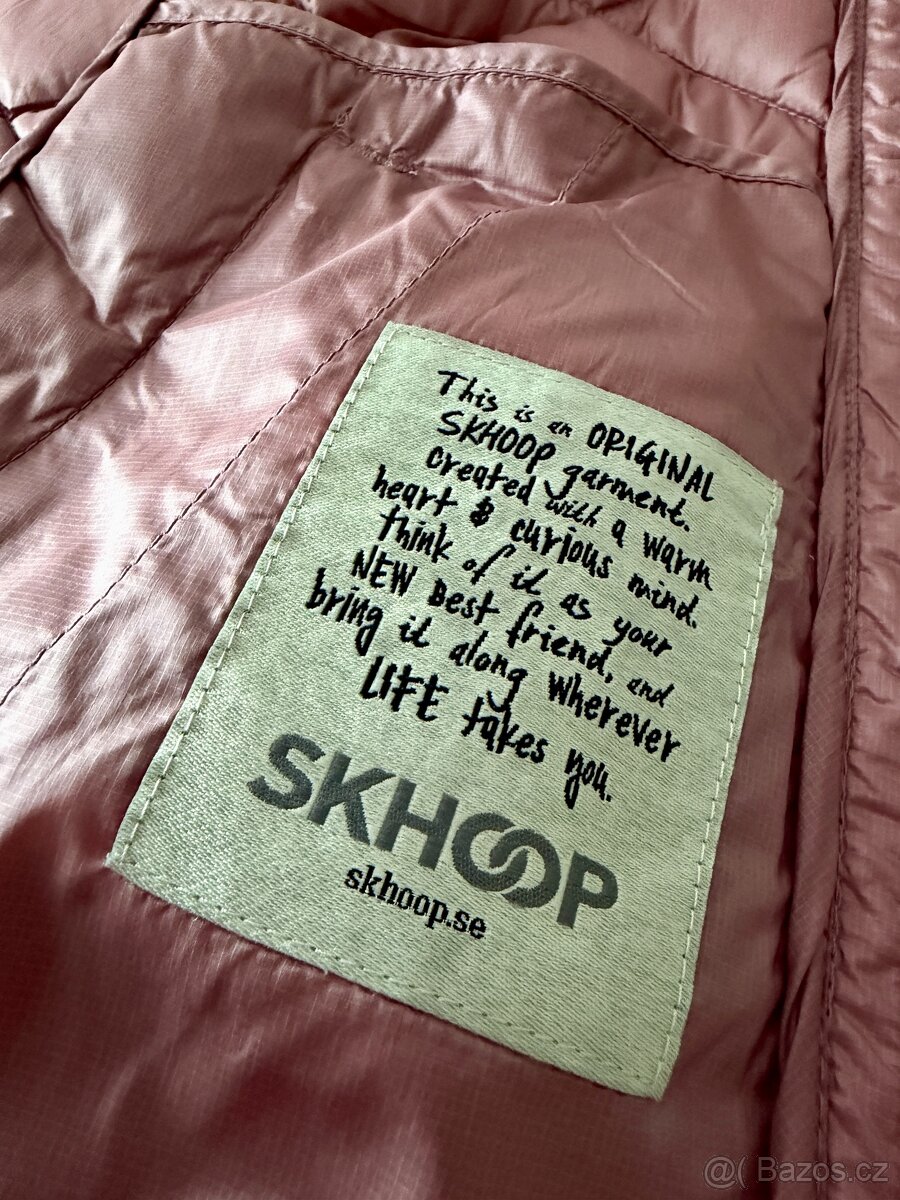 This is an ORIGINAL
SKHOOP garment.
created with a warm
heart & curious mind.
think of it as your
NEW Best friend, and
bring it along wherever
LIFE takes you.
SKHOOP
skhoop.se
@( Bazos.cz